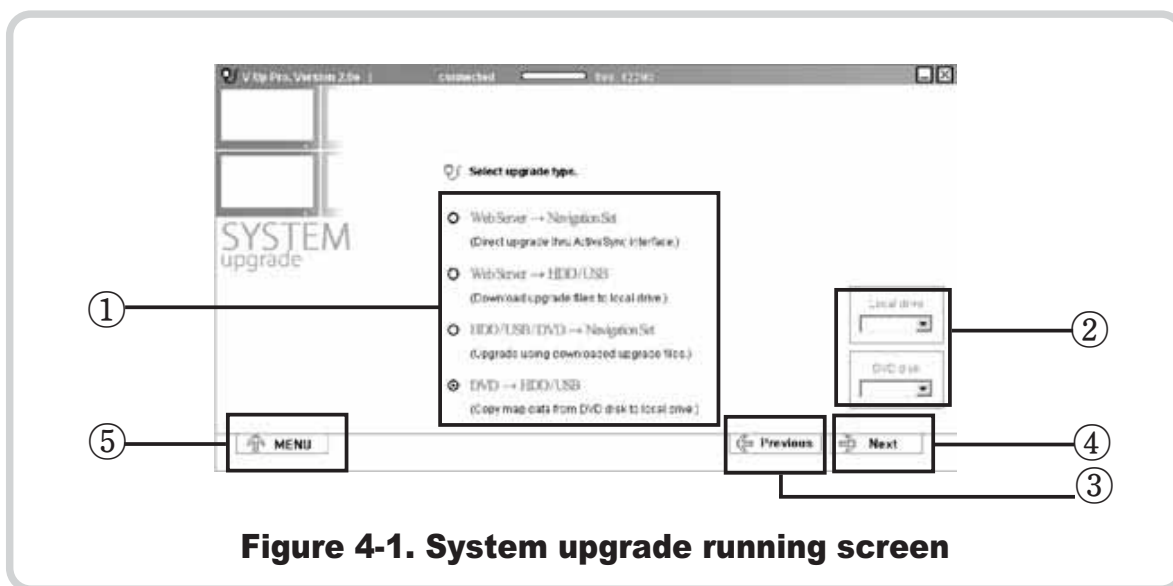 V.Up Pro. Version 2.0e | connected
Select upgrade type.
Web Server → Navigation Set
(Direct upgrade thru ActiveSync interface.)
Web Server → HDD/USB
(Download upgrade files to local drive.)
HDD/USB/DVD → Navigation Set
(Upgrade using downloaded upgrade files.)
DVD → HDD/USB
(Copy map data from DVD disk to local drive.)
SYSTEM
upgrade
Local drive
DVD disk
MENU
Previous
Next
①
②
③
④
⑤
Figure 4-1. System upgrade running screen